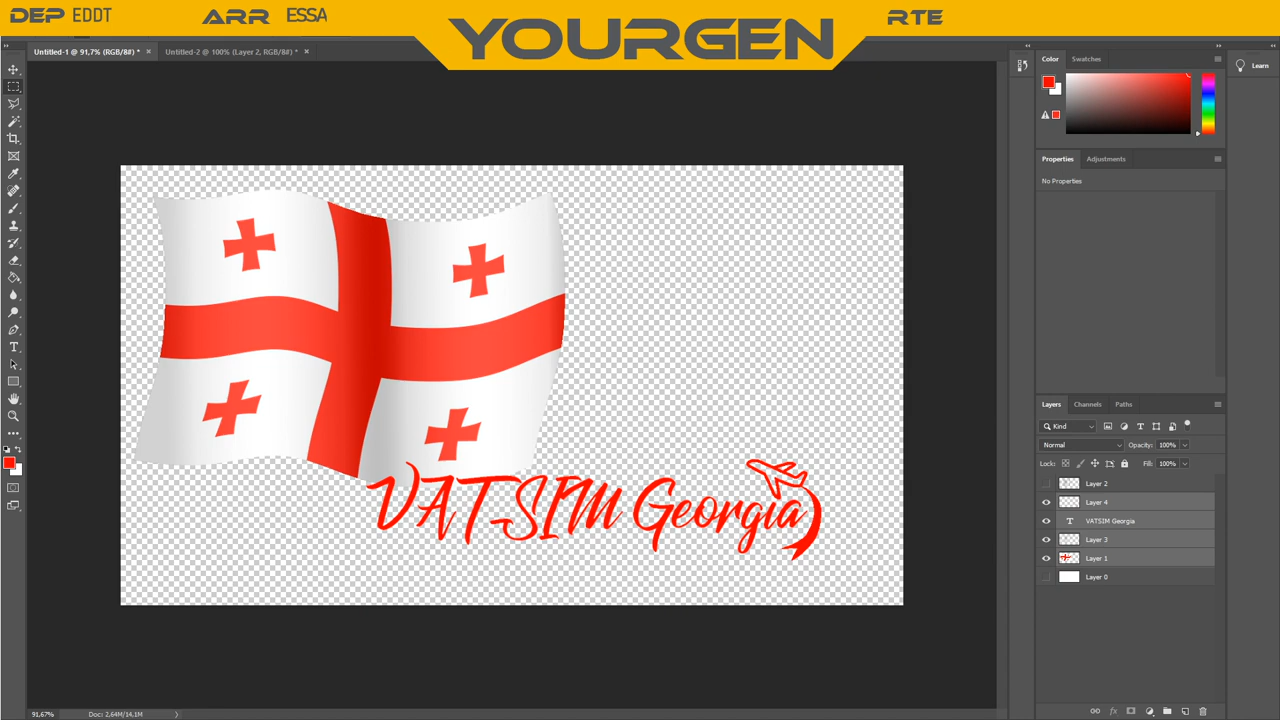 DEP EDDT
ARR ESSA
YOURGEN
RTE
Untitled-1 @ 91,7% (RGB/8#) *
Untitled-2 @ 100% (Layer 2, RGB/8#) *
Color
Swatches
Learn
Properties
Adjustments
No Properties
VATSIM Georgia
Layers
Channels
Paths
Kind
Normal
Opacity: 100%
Lock:
Fill: 100%
Layer 2
Layer 4
VATSIM Georgia
Layer 3
Layer 1
Layer 0
91,67%
Doc: 2,64M/14,1M